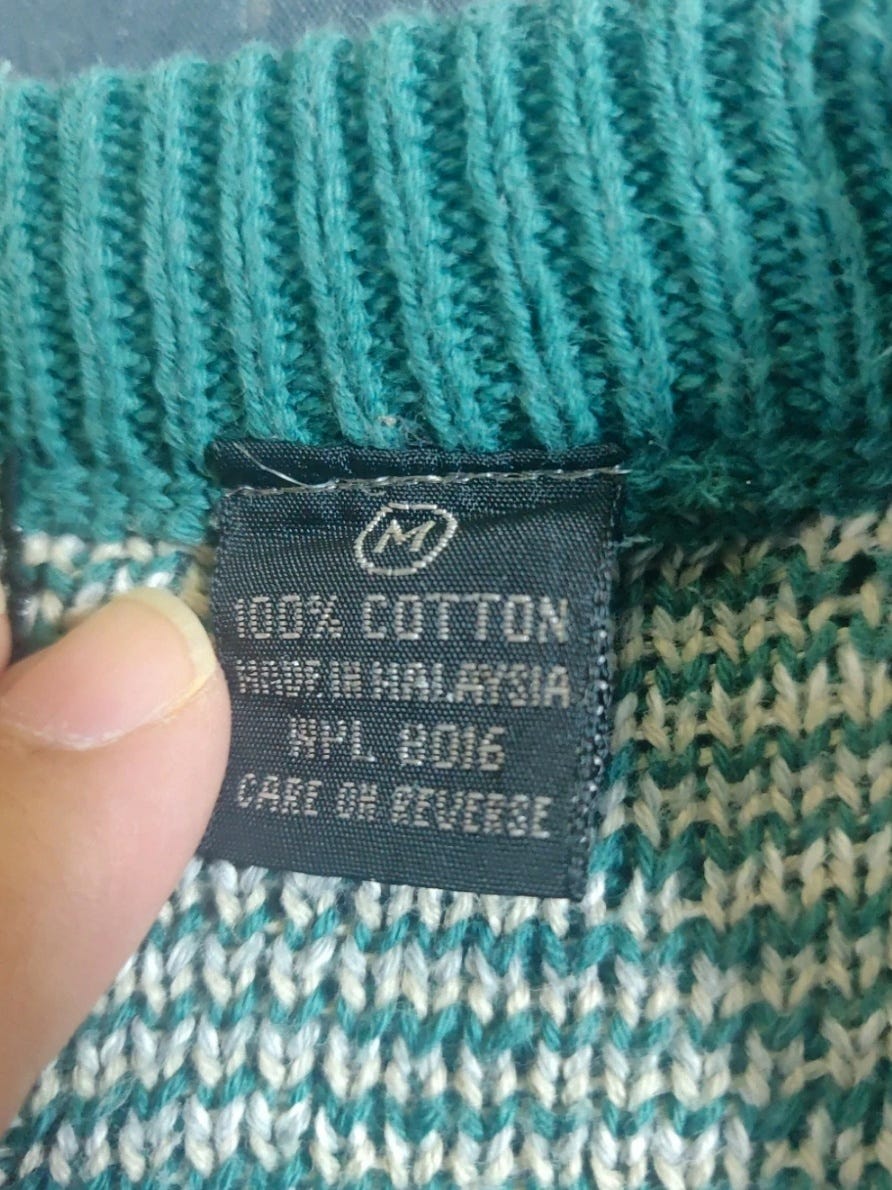 M
100% COTTON
MADE IN MALAYSIA
WPL 8016
CARE ON REVERSE